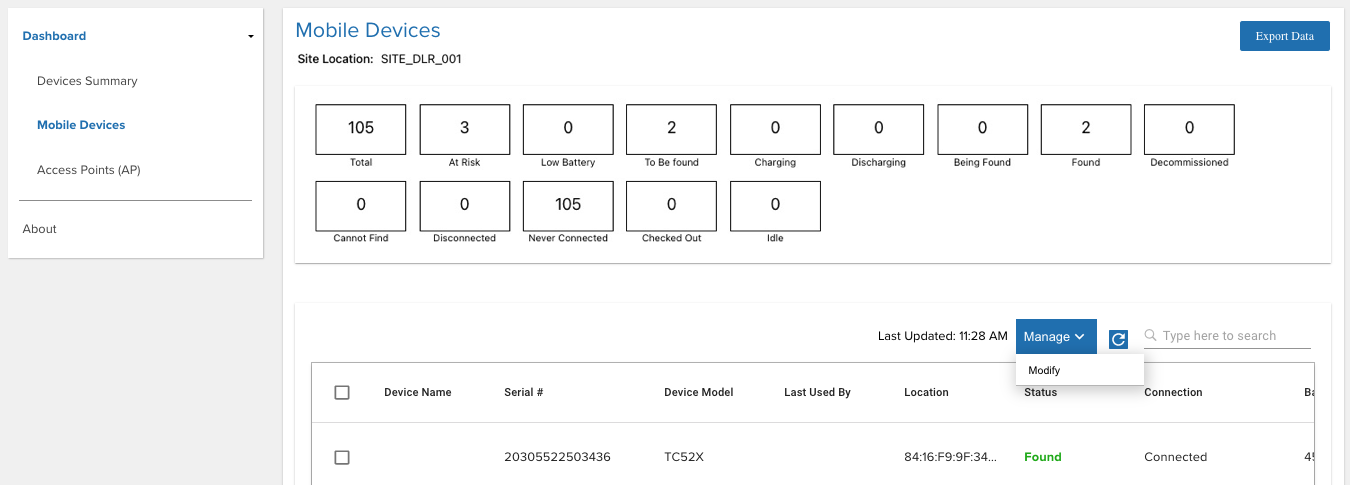 Dashboard
Devices Summary
Mobile Devices
Access Points (AP)
About
Mobile Devices
Export Data
Site Location: SITE_DLR_001
105 3 0 2 0 0 0 2 0
Total At Risk Low Battery To Be found Charging Discharging Being Found Found Decommissioned
0 0 105 0 0
Cannot Find Disconnected Never Connected Checked Out Idle
Last Updated: 11:28 AM Manage Type here to search
Modify
Device Name Serial # Device Model Last Used By Location Status Connection
20305522503436 TC52X 84:16:F9:9F:34... Found Connected